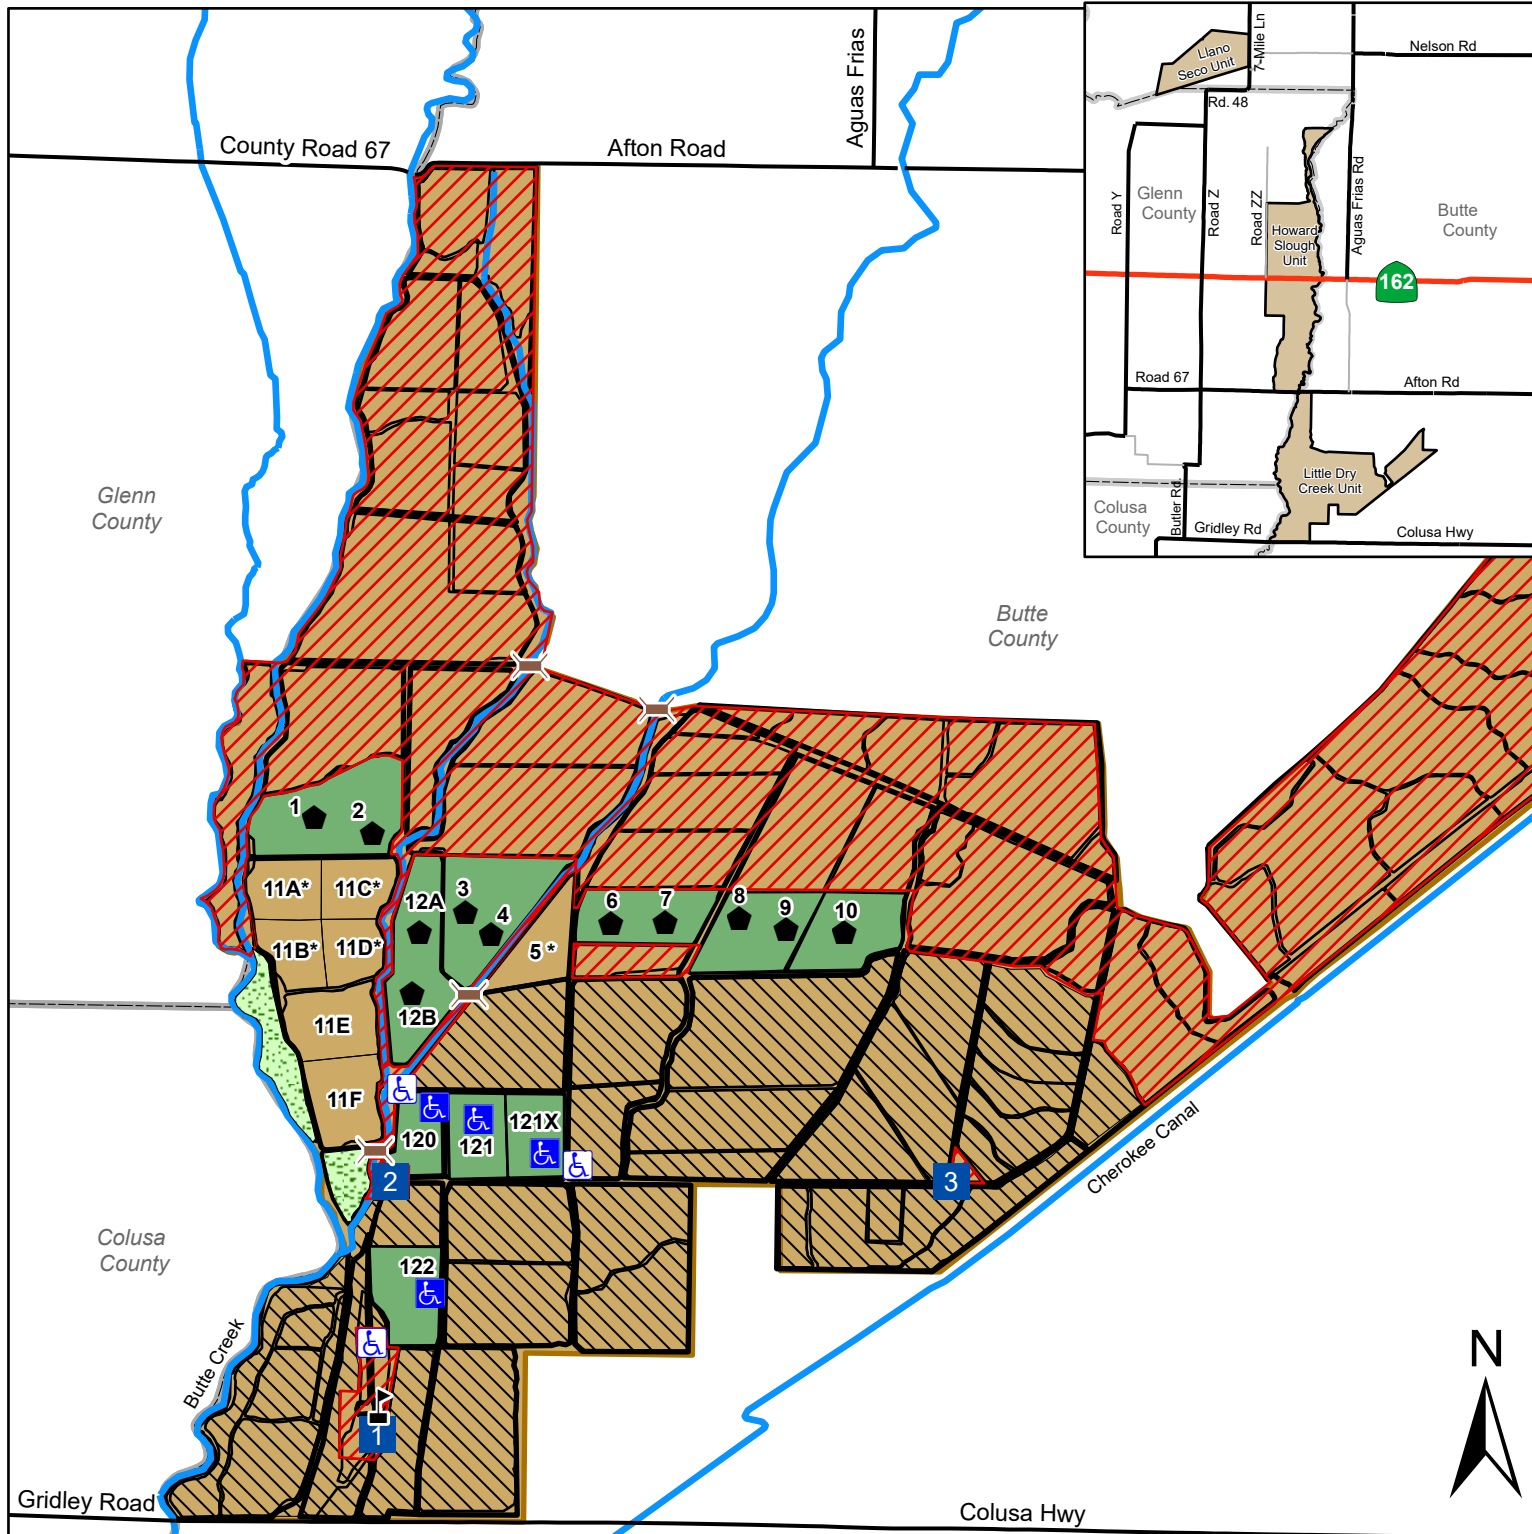 County Road 67
Afton Road
Aguas Frias
Llano
Seco Unit
7-Mile Ln
Nelson Rd
Rd. 48
Road Y
Glenn
County
Road Z
Road ZZ
Howard
Slough
Unit
Aguas Frias Rd
Butte
County
162
Road 67
Afton Rd
Little Dry
Creek Unit
Colusa
County
Butler Rd.
Gridley Rd
Colusa Hwy
Glenn
County
Butte
County
1
2
11A*
11C*
11B*
11D*
11E
11F
12A
12B
3
4
5 *
6
7
8
9
10
120
121
121X
2
3
122
1
Cherokee Canal
Colusa
County
Butte Creek
Gridley Road
Colusa Hwy
N